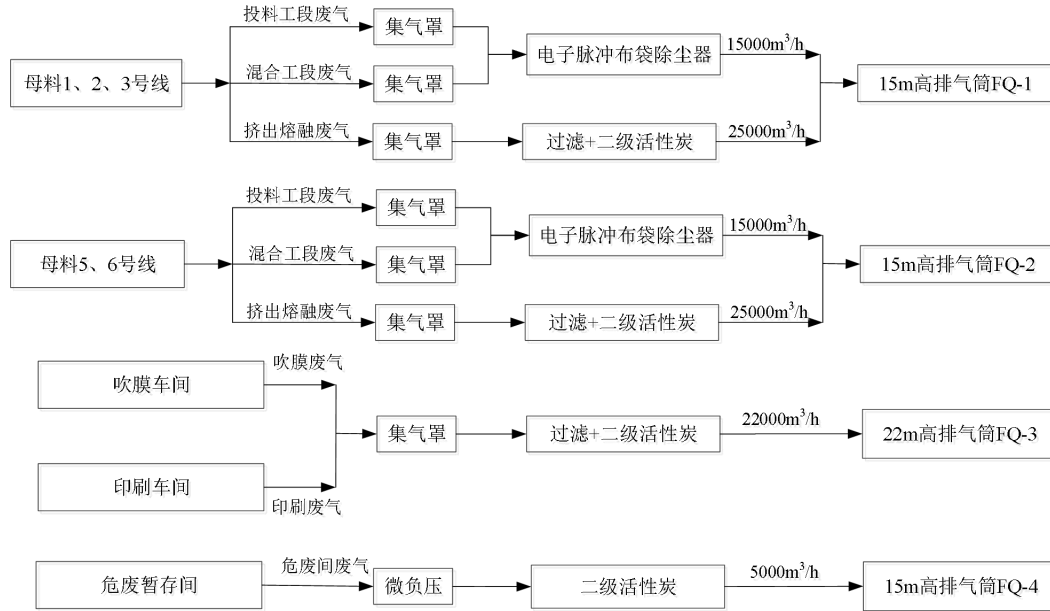 投料工段废气
集气罩
电子脉冲布袋除尘器
15000m³/h
母料1、2、3号线
混合工段废气
集气罩
15m高排气筒FQ-1
挤出熔融废气
集气罩
过滤+二级活性炭
25000m³/h
投料工段废气
集气罩
电子脉冲布袋除尘器
15000m³/h
母料5、6号线
混合工段废气
集气罩
15m高排气筒FQ-2
挤出熔融废气
集气罩
过滤+二级活性炭
25000m³/h
吹膜车间
吹膜废气
集气罩
过滤+二级活性炭
22000m³/h
22m高排气筒FQ-3
印刷车间
印刷废气
危废暂存间
危废间废气
微负压
二级活性炭
5000m³/h
15m高排气筒FQ-4